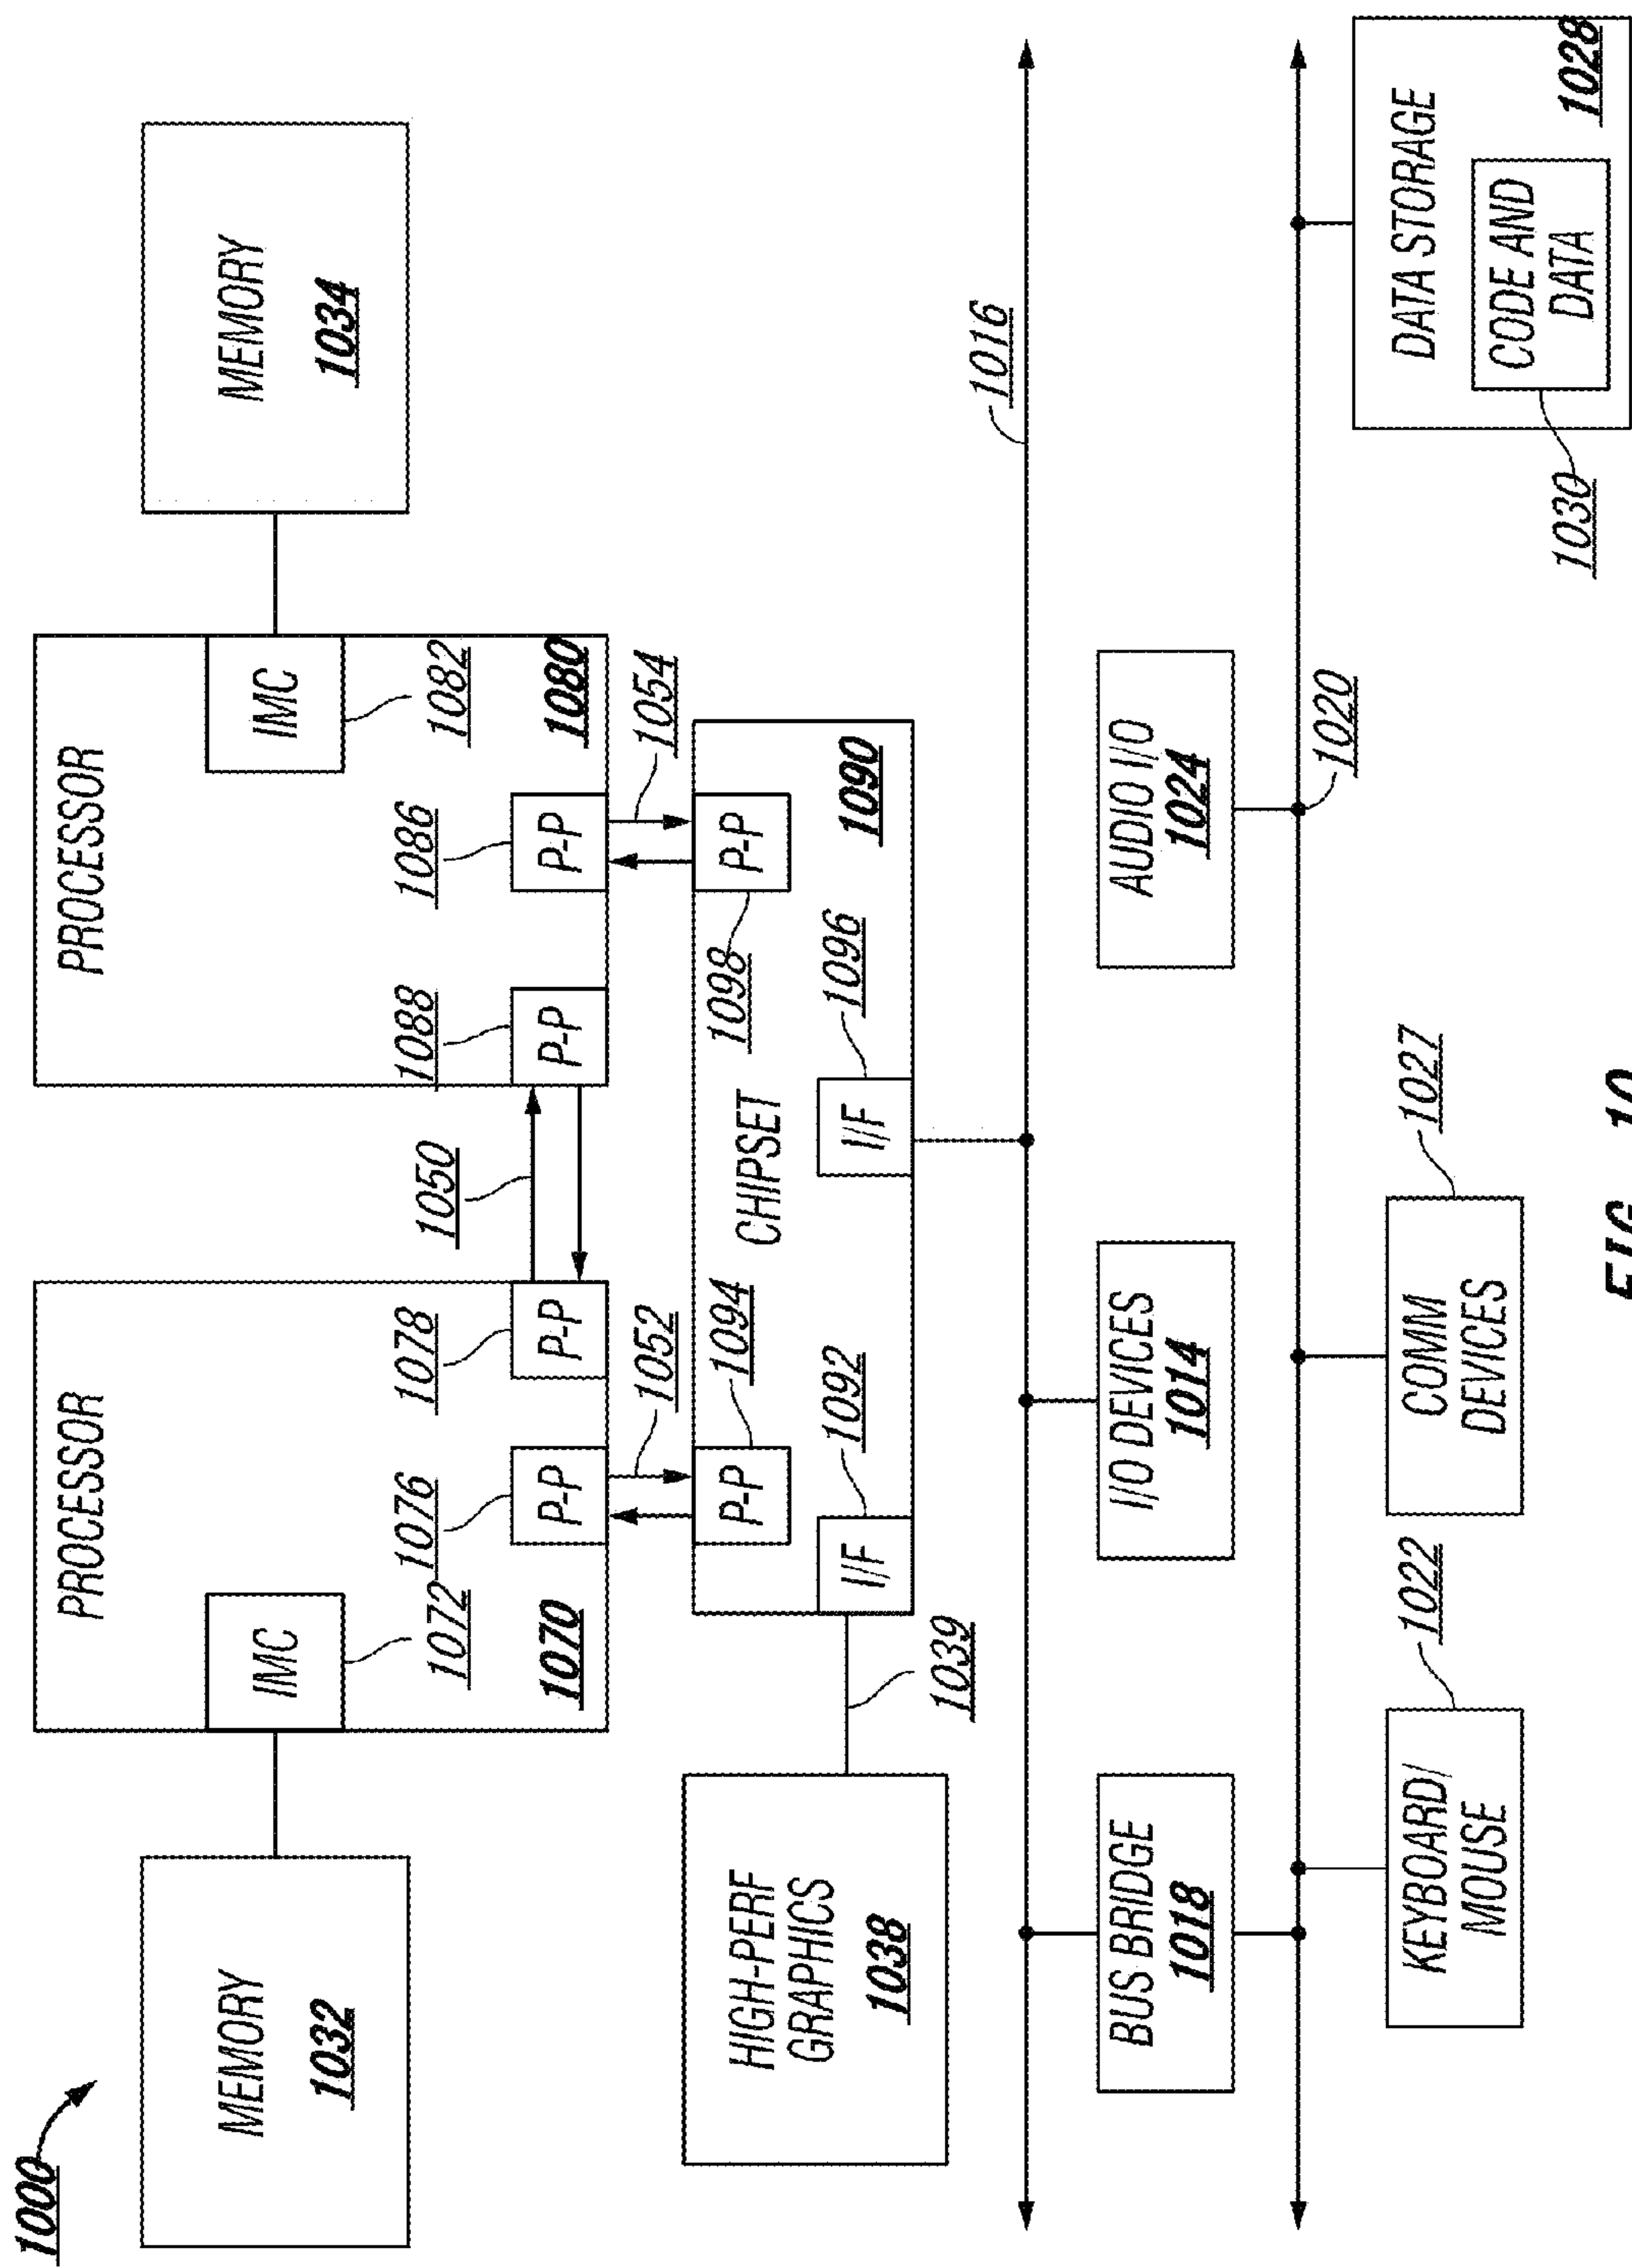 1000
MEMORY
1032
PROCESSOR
IMC
1072
1076
P-P
1078
P-P
1070
1050
PROCESSOR
1088
P-P
1086
P-P
IMC
1082
1080
MEMORY
1034
1052
1054
HIGH-PERF
GRAPHICS
1038
1039
P-P
1094
I/F
1092
CHIPSET
1098
P-P
I/F
1096
1090
1016
BUS BRIDGE
1018
I/O DEVICES
1014
AUDIO I/O
1024
1020
KEYBOARD/
MOUSE
1022
COMM
DEVICES
1027
DATA STORAGE
CODE AND
DATA
1030
1028
FIG. 10